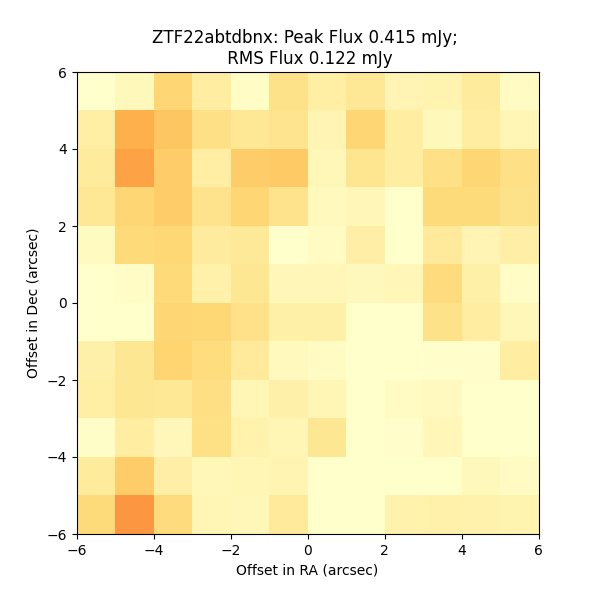 ZTF22abtdbnx: Peak Flux 0.415 mJy;
RMS Flux 0.122 mJy
6
4
2
0
−2
−4
−6
Offset in Dec (arcsec)
−6 −4 −2 0 2 4 6
Offset in RA (arcsec)